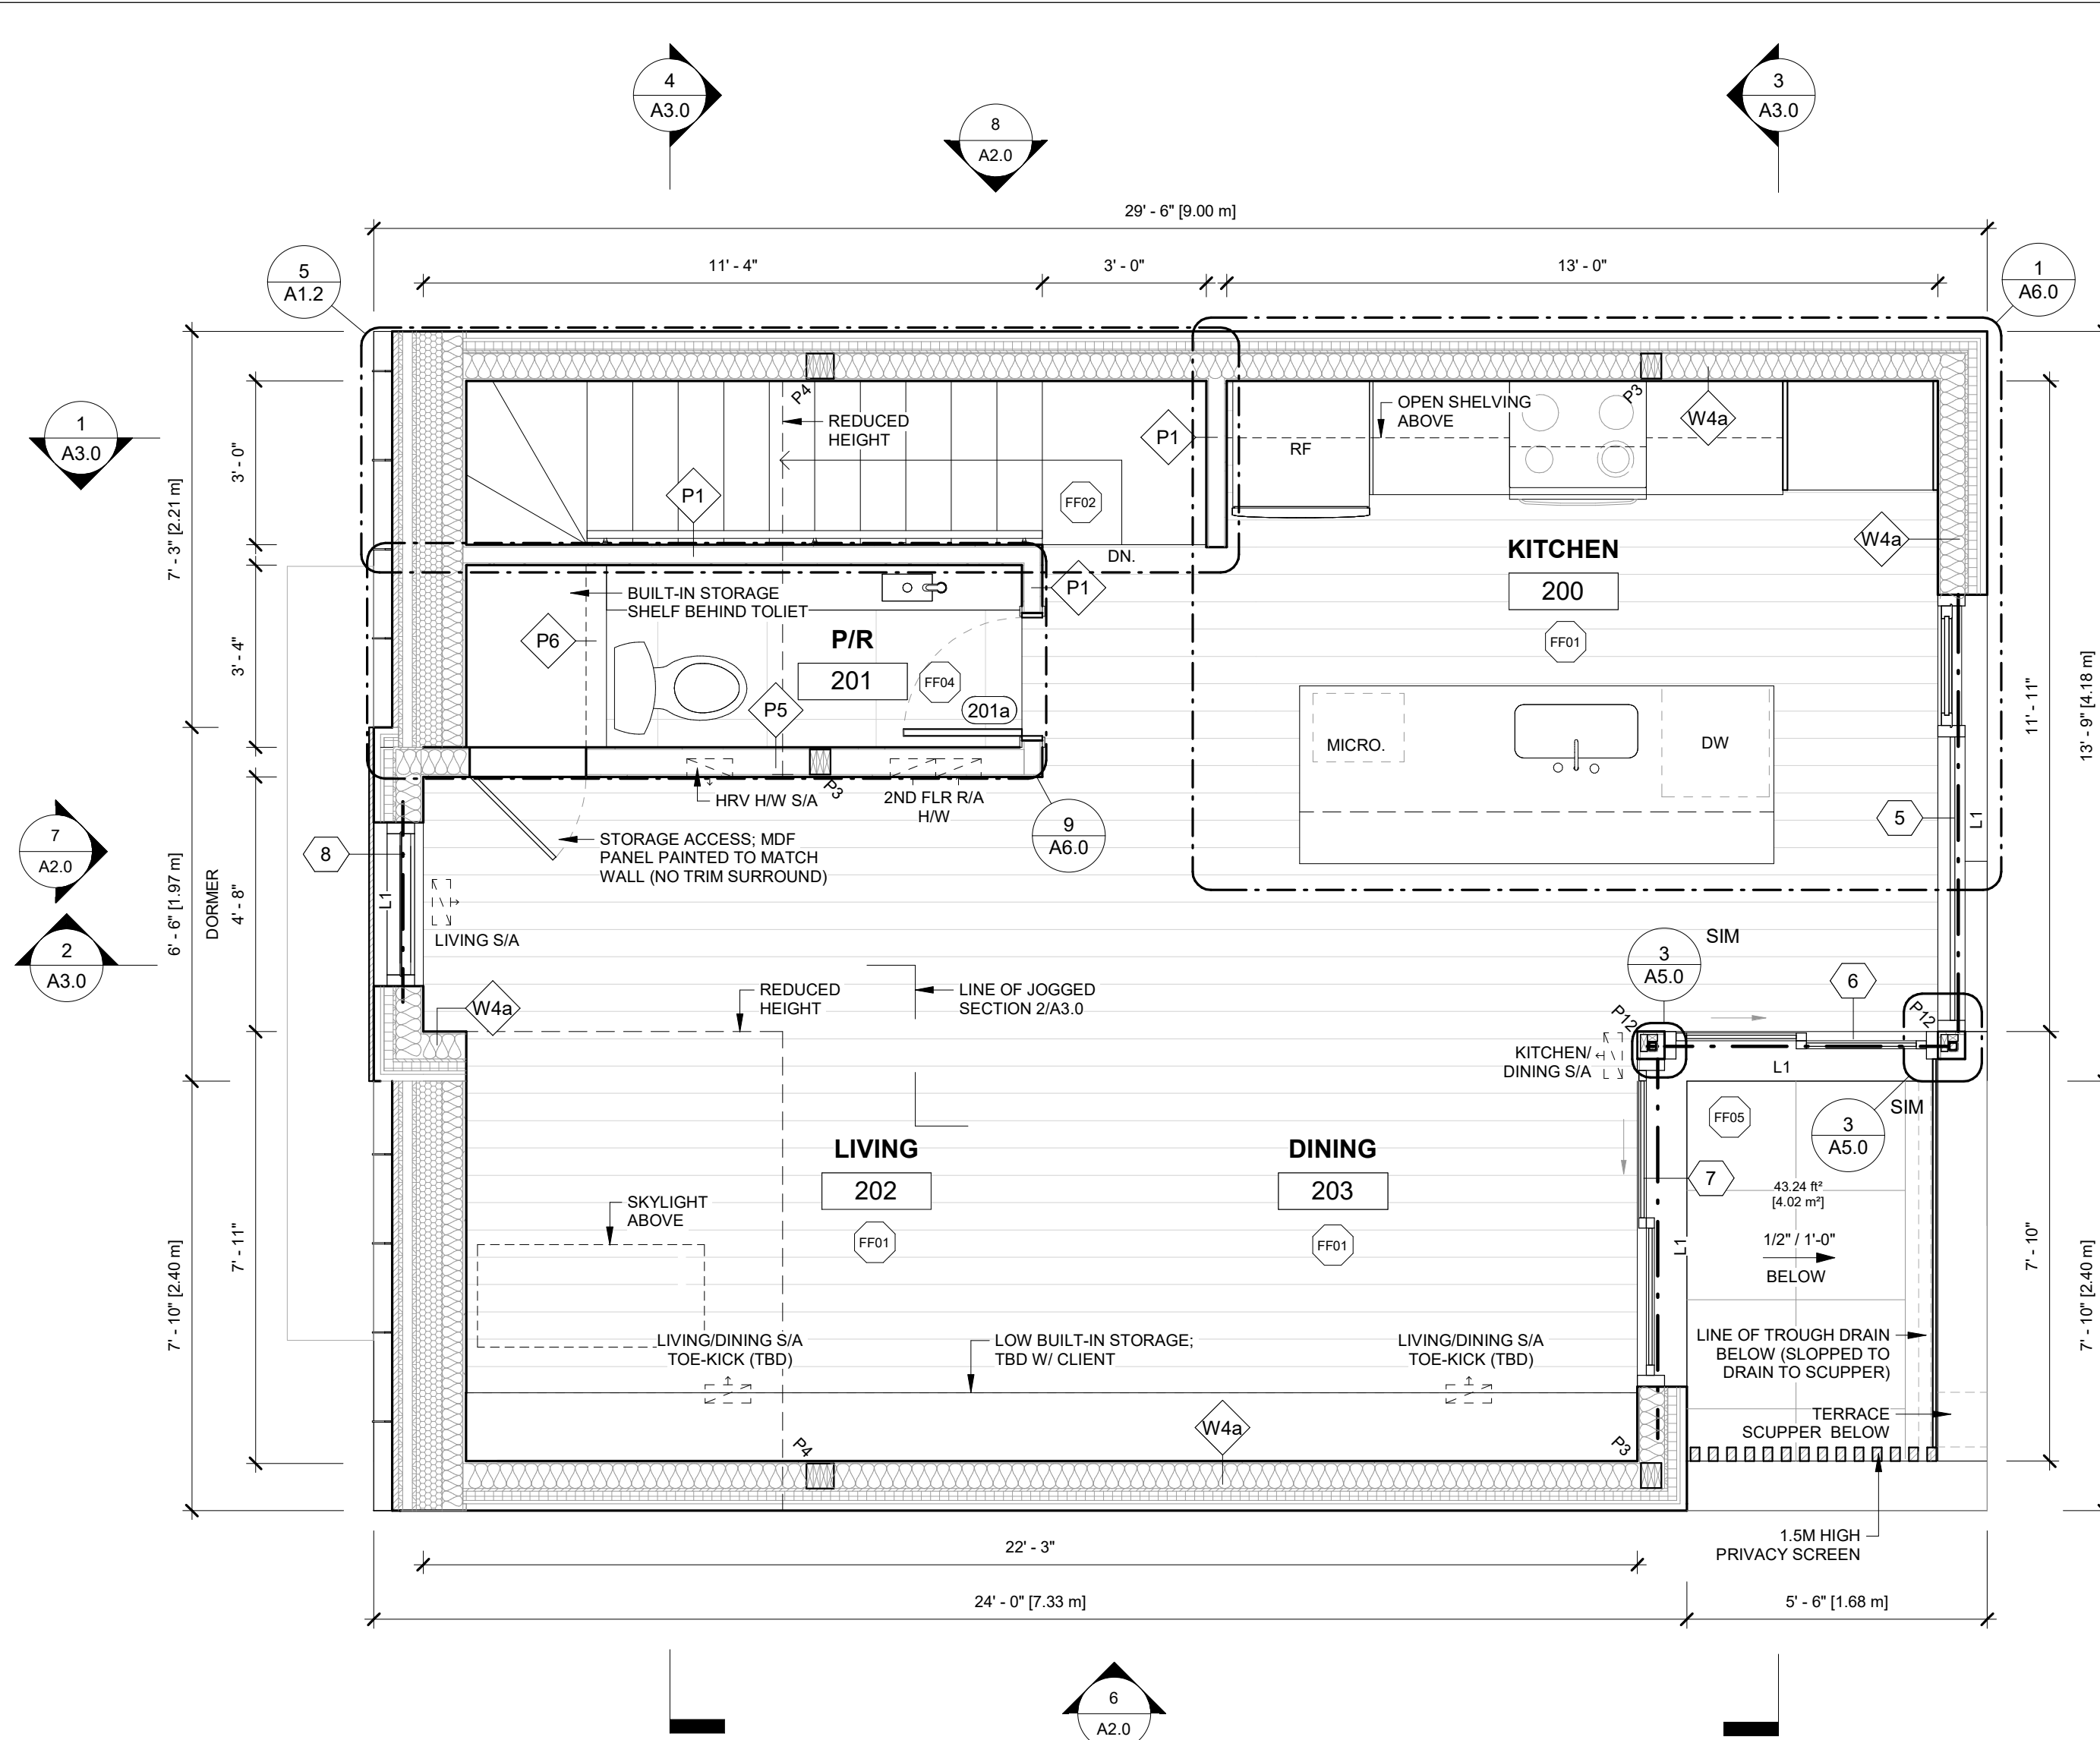 4
A3.0
8
A2.0
3
A3.0
29' - 6" [9.00 m]
5
A1.2
11' - 4"
3' - 0"
13' - 0"
1
A6.0
P4
REDUCED
HEIGHT
P1
RF
OPEN SHELVING
ABOVE
P3
W4a
1
A3.0
3' - 0"
7' - 3" [2.21 m]
P1
FF02
DN.
KITCHEN
200
FF01
W4a
BUILT-IN STORAGE
SHELF BEHIND TOLIET
P1
P6
P/R
201
FF04
201a
P5
3' - 4"
11' - 11"
13' - 9" [4.18 m]
MICRO.
DW
HRV H/W S/A
P3
2ND FLR R/A
H/W
9
A6.0
5
L1
7
A2.0
8
STORAGE ACCESS; MDF
PANEL PAINTED TO MATCH
WALL (NO TRIM SURROUND)
6' - 6" [1.97 m]
DORMER
4' - 8"
L1
LIVING S/A
2
A3.0
W4a
REDUCED
HEIGHT
LINE OF JOGGED
SECTION 2/A3.0
3
A5.0
SIM
6
P12
P12
KITCHEN/
DINING S/A
L1
SIM
3
A5.0
FF05
LIVING
202
FF01
DINING
203
FF01
7
43.24 ft²
[4.02 m²]
SKYLIGHT
ABOVE
1/2" / 1'-0"
BELOW
L1
7' - 11"
7' - 10" [2.40 m]
7' - 10"
7' - 10" [2.40 m]
LIVING/DINING S/A
TOE-KICK (TBD)
LOW BUILT-IN STORAGE;
TBD W/ CLIENT
LIVING/DINING S/A
TOE-KICK (TBD)
LINE OF TROUGH DRAIN
BELOW (SLOPPED TO
DRAIN TO SCUPPER)
TERRACE
SCUPPER BELOW
P4
W4a
P3
1.5M HIGH
PRIVACY SCREEN
22' - 3"
24' - 0" [7.33 m]
5' - 6" [1.68 m]
6
A2.0